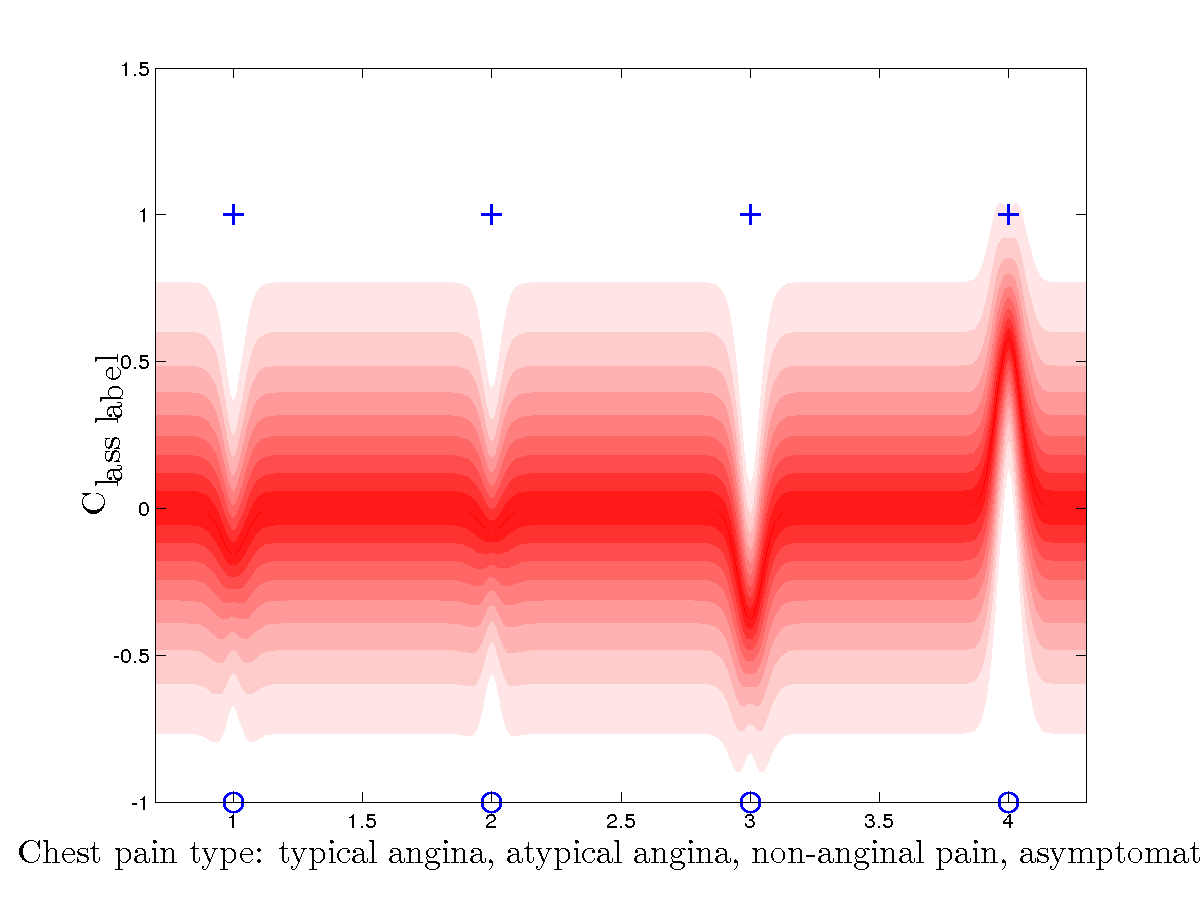 1.5
1
0.5
0
-0.5
-1
Class label
1 1.5 2 2.5 3 3.5 4
Chest pain type: typical angina, atypical angina, non-anginal pain, asymptomat